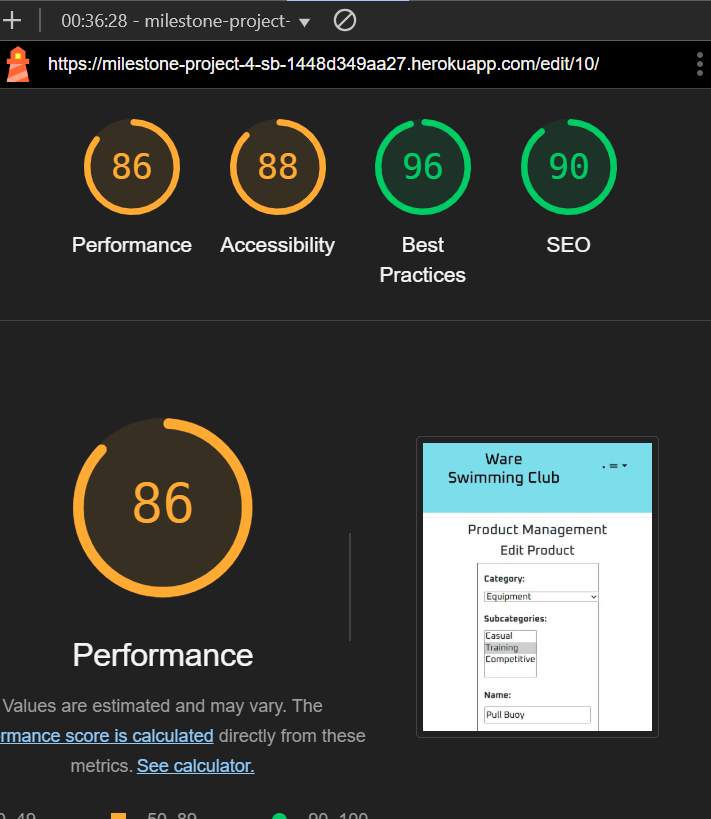 00:36:28 - milestone-project-
https://milestone-project-4-sb-1448d349aa27.herokuapp.com/edit/10/
86 88 96 90
Performance Accessibility Best Practices SEO
86
Performance
Values are estimated and may vary. The
rmance score is calculated directly from these
metrics. See calculator.
0–49 50–89 90–100
Ware
Swimming Club
Product Management
Edit Product
Category:
Equipment
Subcategories:
Casual
Training
Competitive
Name:
Pull Buoy